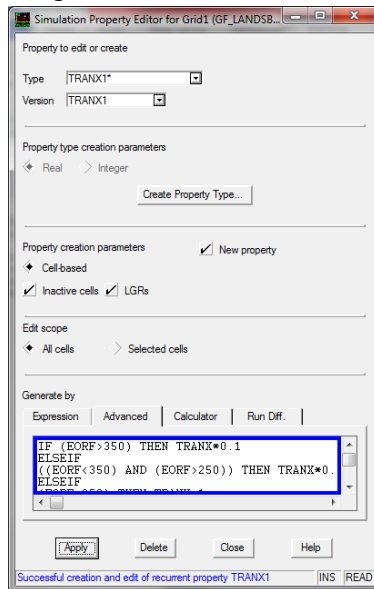 Simulation Property Editor for Grid1 (GF_LANDSB...
Property to edit or create
Type TRANX1*
Version TRANX1
Property type creation parameters
Real Integer
Create Property Type...
Property creation parameters New property
Cell-based
Inactive cells LGRs
Edit scope
All cells Selected cells
Generate by
Expression Advanced Calculator Run Diff.
IF (EORF>350) THEN TRANX*0.1
ELSEIF
((EORF<350) AND (EORF>250)) THEN TRANX*0.
ELSEIF
Apply Delete Close Help
Successful creation and edit of recurrent property TRANX1 INS READ